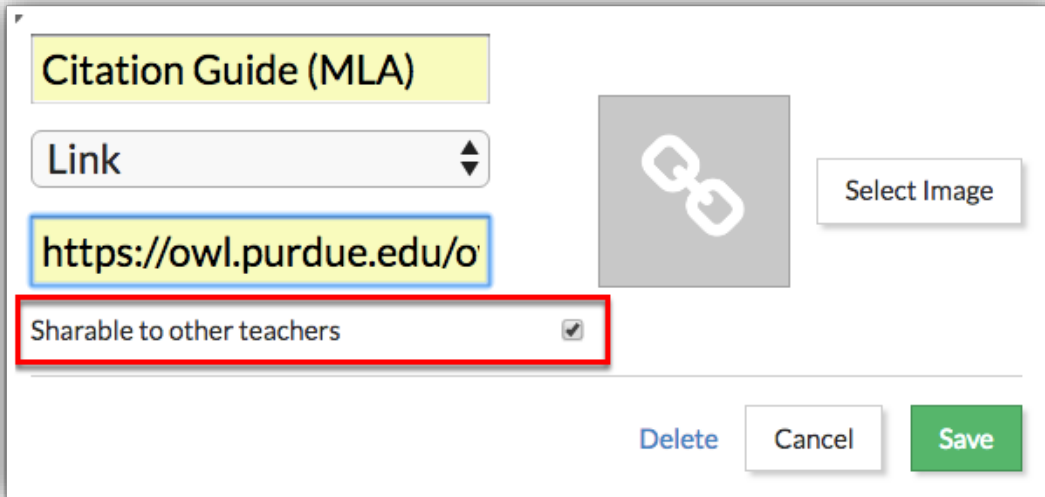 Citation Guide (MLA)
Link
https://owl.purdue.edu/o
Select Image
Sharable to other teachers
Delete
Cancel
Save